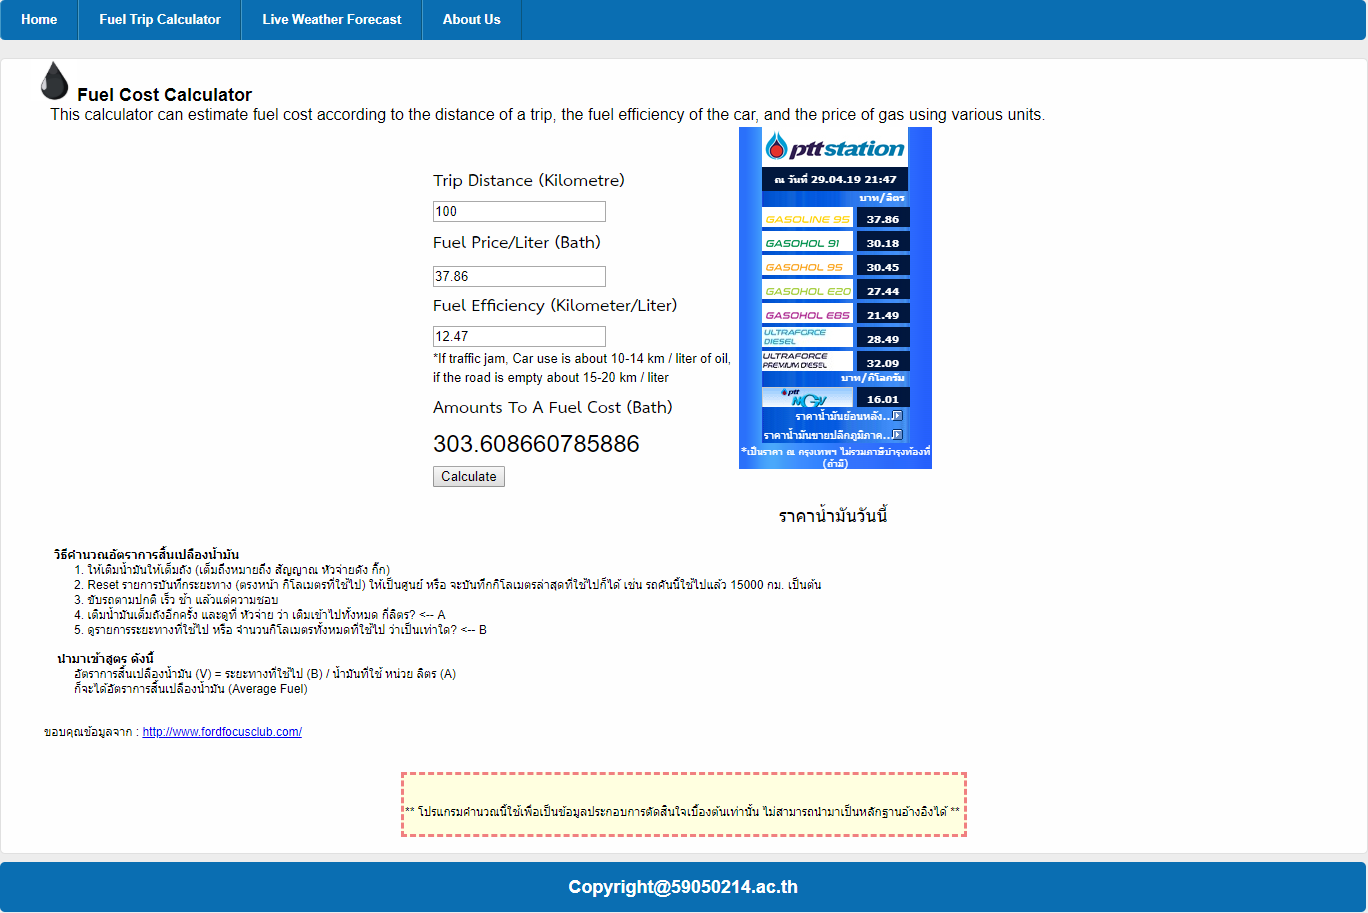 Home
Fuel Trip Calculator
Live Weather Forecast
About Us
Fuel Cost Calculator
This calculator can estimate fuel cost according to the distance of a trip, the fuel efficiency of the car, and the price of gas using various units.
Trip Distance (Kilometre)
100
Fuel Price/Liter (Bath)
37.86
Fuel Efficiency (Kilometer/Liter)
12.47
*If traffic jam, Car use is about 10-14 km / liter of oil,
if the road is empty about 15-20 km / liter
Amounts To A Fuel Cost (Bath)
303.608660785886
Calculate
pttstation
ณ วันที่ 29.04.19 21:47
บาท/ลิตร
GASOLINE 95 37.86
GASOHOL 91 30.18
GASOHOL 95 30.45
GASOHOL E20 27.44
GASOHOL E85 21.49
ULTRAFORCE DIESEL 28.49
ULTRAFORCE PREMIUM DIESEL 32.09
บาท/กิโลกรัม
ptt NGV 16.01
ราคาน้ำมันย้อนหลัง...
ราคาน้ำมันขายปลีกภูมิภาค...
*เป็นราคา ณ กรุงเทพฯ ไม่รวมภาษีบำรุงท้องที่
(ถ้ามี)
ราคาน้ำมันวันนี้
วิธีคำนวณอัตราการสิ้นเปลืองน้ำมัน
1. ให้เติมน้ำมันให้เต็มถัง (เต็มถึงหมายถึง สัญญาณ หัวจ่ายดัง กิ๊ก)
2. Reset รายการบันทึกระยะทาง (ตรงหน้า กิโลเมตรที่ใช้ไป) ให้เป็นศูนย์ หรือ จะบันทึกกิโลเมตรล่าสุดที่ใช้ไปก็ได้ เช่น รถคันนี้ใช้ไปแล้ว 15000 กม. เป็นต้น
3. ขับรถตามปกติ เร็ว ช้า แล้วแต่ความชอบ
4. เติมน้ำมันเต็มถังอีกครั้ง และดูที่ หัวจ่าย ว่า เติมเข้าไปทั้งหมด กี่ลิตร? <-- A
5. ดูรายการระยะทางที่ใช้ไป หรือ จำนวนกิโลเมตรทั้งหมดที่ใช้ไป ว่าเป็นเท่าใด? <-- B
นำมาเข้าสูตร ดังนี้
อัตราการสิ้นเปลืองน้ำมัน (V) = ระยะทางที่ใช้ไป (B) / น้ำมันที่ใช้ หน่วย ลิตร (A)
ก็จะได้อัตราการสิ้นเปลืองน้ำมัน (Average Fuel)
ขอบคุณข้อมูลจาก : http://www.fordfocusclub.com/
** โปรแกรมคำนวณนี้ใช้เพื่อเป็นข้อมูลประกอบการตัดสินใจเบื้องต้นเท่านั้น ไม่สามารถนำมาเป็นหลักฐานอ้างอิงได้ **
Copyright@59050214.ac.th